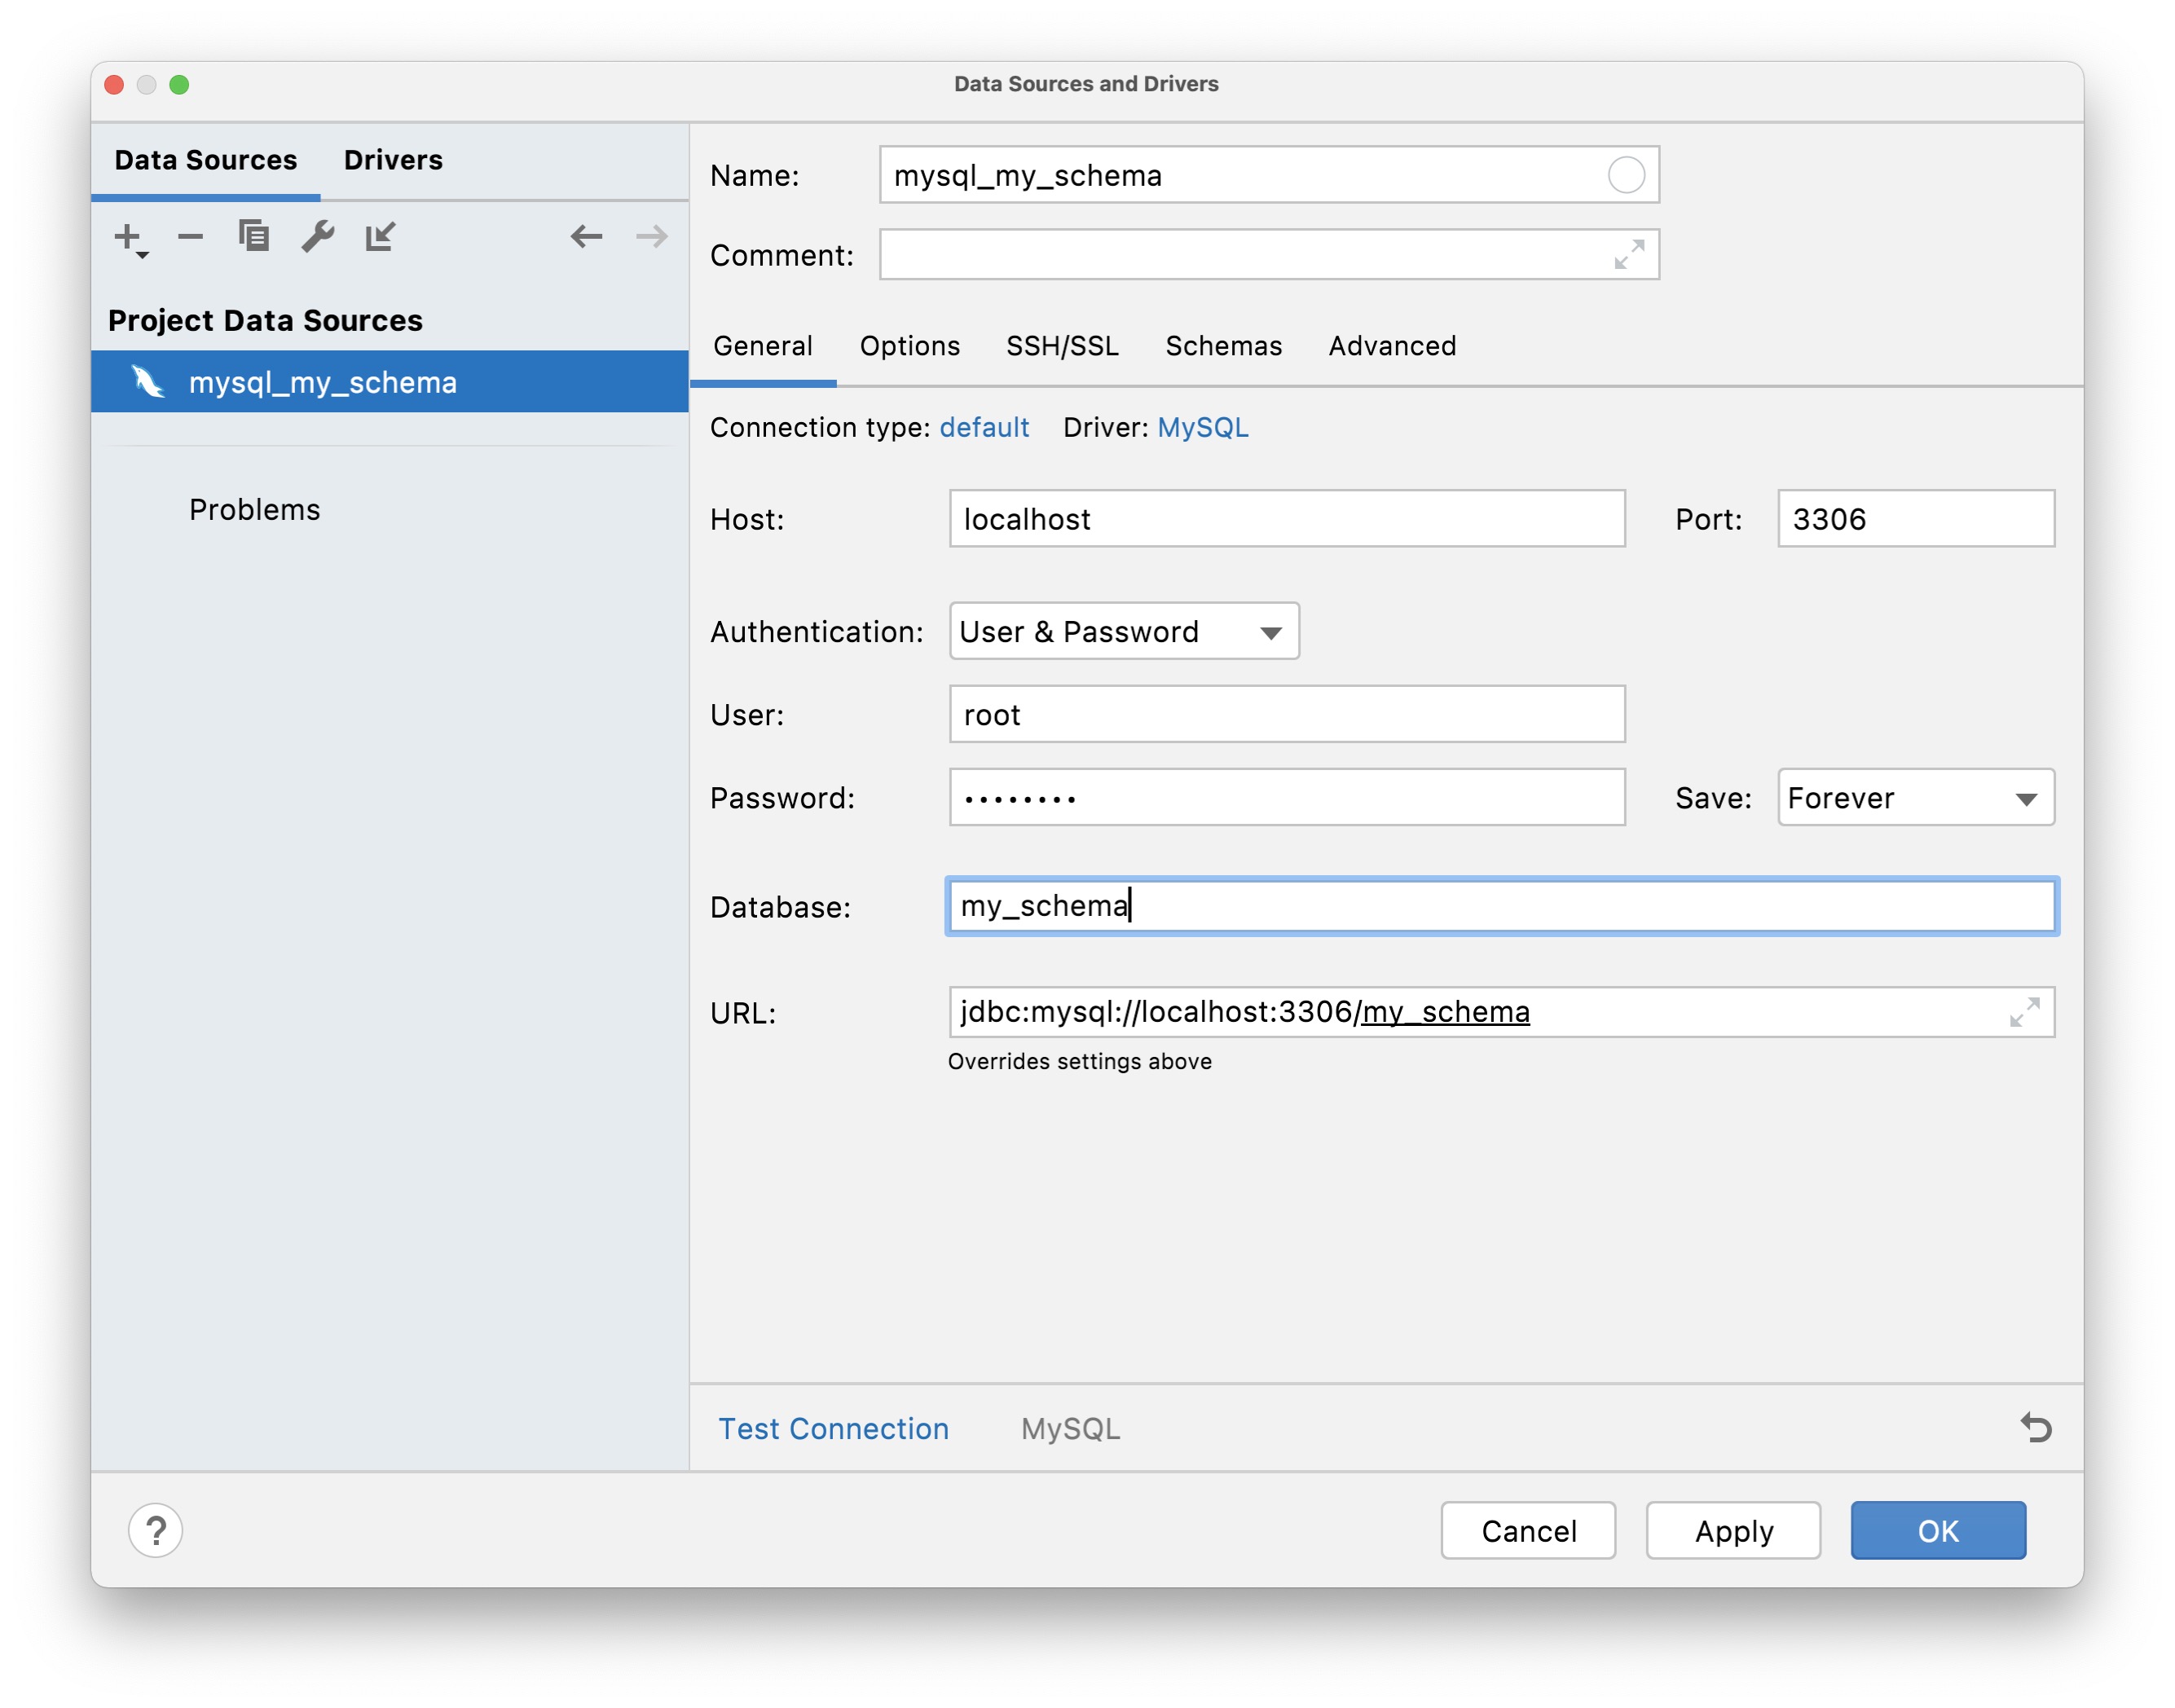 Data Sources and Drivers
Data Sources Drivers
Project Data Sources
mysql_my_schema
Problems
Name: mysql_my_schema
Comment:
General Options SSH/SSL Schemas Advanced
Connection type: default Driver: MySQL
Host: localhost Port: 3306
Authentication: User & Password
User: root
Password: •••••••• Save: Forever
Database: my_schema
URL: jdbc:mysql://localhost:3306/my_schema
Overrides settings above
Test Connection MySQL
? Cancel Apply OK